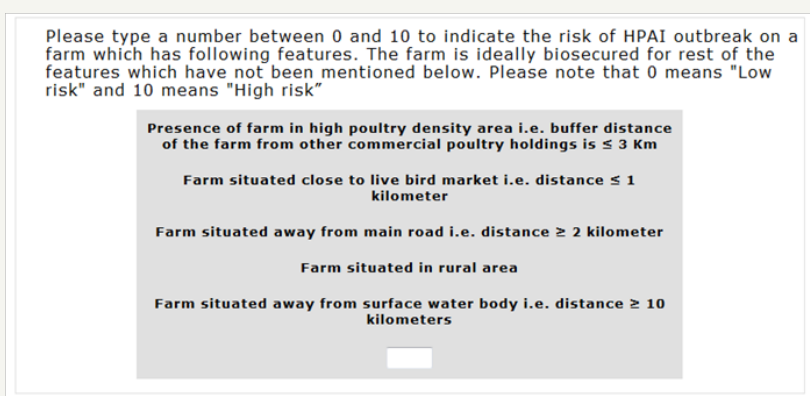 Please type a number between 0 and 10 to indicate the risk of HPAI outbreak on a
farm which has following features. The farm is ideally biosecured for rest of the
features which have not been mentioned below. Please note that 0 means "Low
risk" and 10 means "High risk”
Presence of farm in high poultry density area i.e. buffer distance
of the farm from other commercial poultry holdings is ≤ 3 Km
Farm situated close to live bird market i.e. distance ≤ 1
kilometer
Farm situated away from main road i.e. distance ≥ 2 kilometer
Farm situated in rural area
Farm situated away from surface water body i.e. distance ≥ 10
kilometers